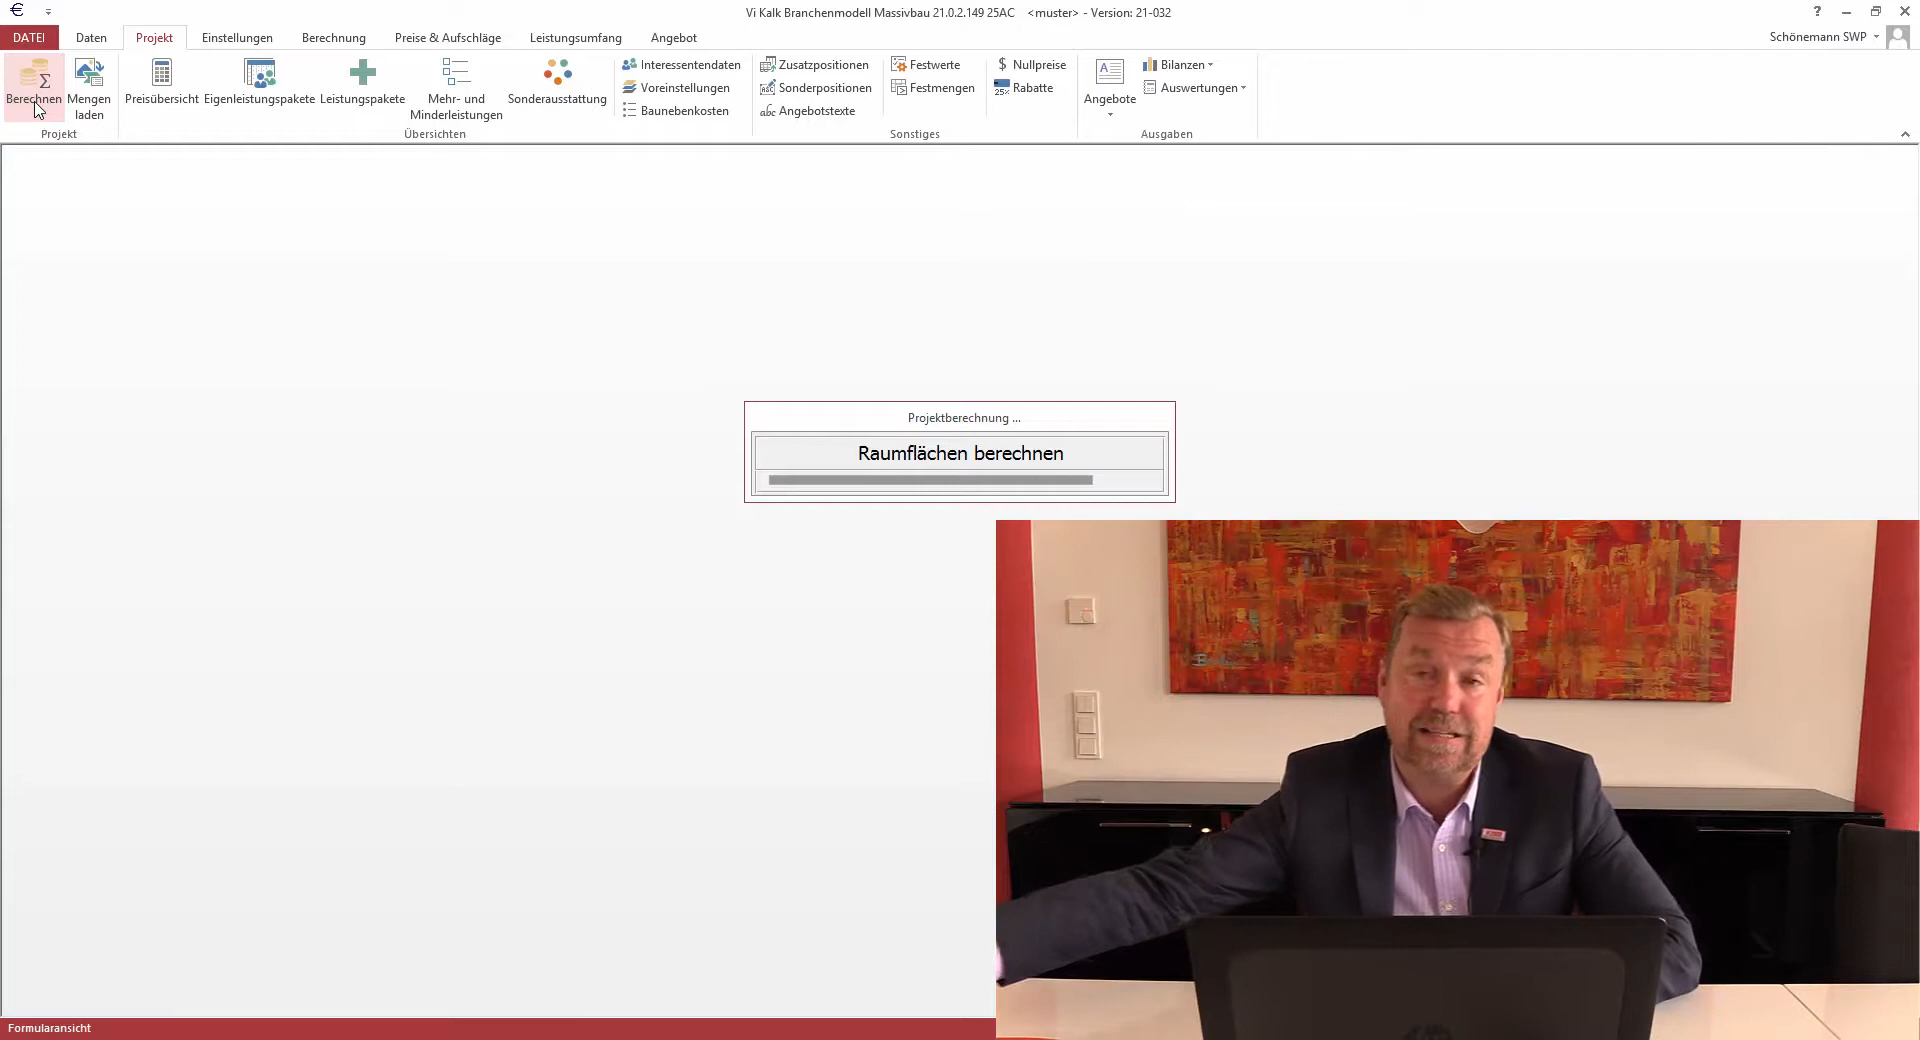 €
Vi Kalk Branchenmodell Massivbau 21.0.2.149 25AC <muster> - Version: 21-032
?
DATEI Daten Projekt Einstellungen Berechnung Preise & Aufschläge Leistungsumfang Angebot
Schönemann SWP
Berechnen
Mengen laden
Projekt
Preisübersicht
Eigenleistungspakete
Leistungspakete
Mehr- und
Minderleistungen
Sonderausstattung
Interessentendaten
Voreinstellungen
Baunebenkosten
Übersichten
Zusatzpositionen
Sonderpositionen
abc Angebotstexte
Festwerte
Festmengen
$ Nullpreise
25% Rabatte
Sonstiges
A
Angebote
Bilanzen
Auswertungen
Ausgaben
Projektberechnung ...
Raumflächen berechnen
Formularansicht